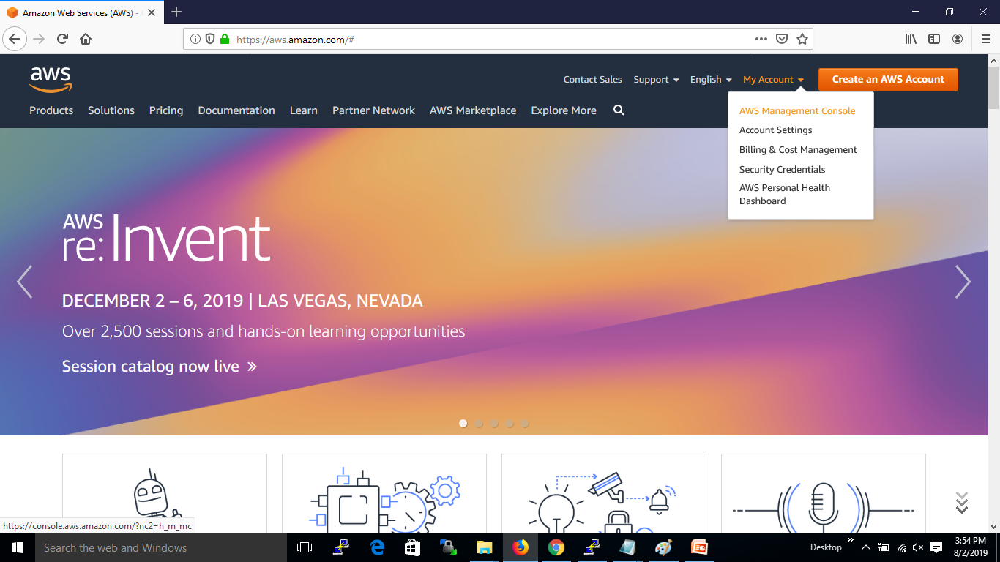 Amazon Web Services (AWS) -
https://aws.amazon.com/#
aws
Contact Sales Support English My Account Create an AWS Account
Products Solutions Pricing Documentation Learn Partner Network AWS Marketplace Explore More
AWS Management Console
Account Settings
Billing & Cost Management
Security Credentials
AWS Personal Health
Dashboard
AWS
re:Invent
DECEMBER 2 – 6, 2019 | LAS VEGAS, NEVADA
Over 2,500 sessions and hands-on learning opportunities
Session catalog now live »
https://console.aws.amazon.com/?nc2=h_m_mc
Search the web and Windows
Desktop
3:54 PM
8/2/2019